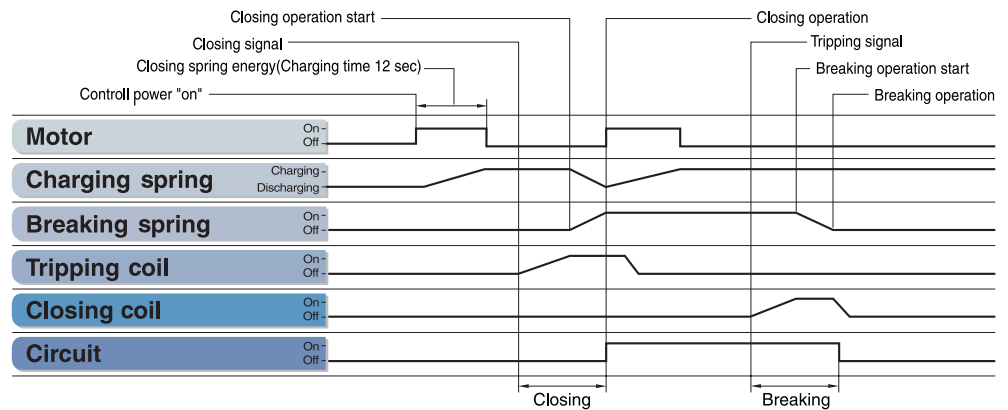 Closing operation start
Closing operation
Closing signal
Tripping signal
Closing spring energy(Charging time 12 sec)
Breaking operation start
Controll power "on"
Breaking operation
Motor
On
Off
Charging spring
Charging
Discharging
Breaking spring
On
Off
Tripping coil
On
Off
Closing coil
On
Off
Circuit
On
Off
Closing
Breaking